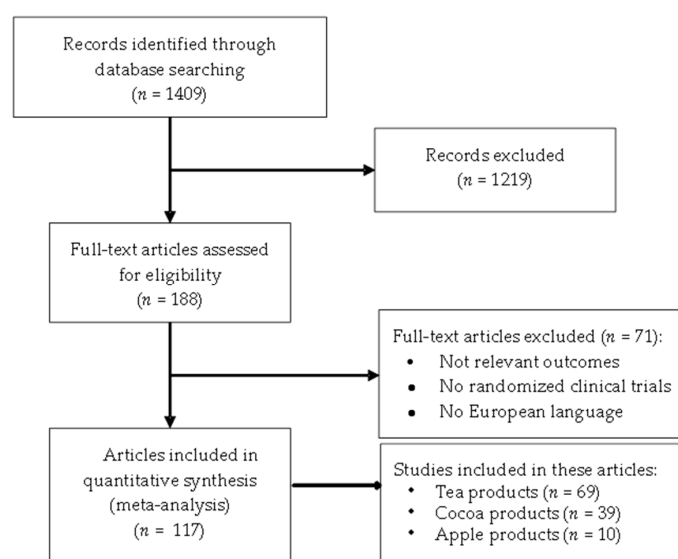 Records identified through
database searching
(n = 1409)
Records excluded
(n = 1219)
Full-text articles assessed
for eligibility
(n = 188)
Full-text articles excluded (n = 71):
• Not relevant outcomes
• No randomized clinical trials
• No European language
Articles included in
quantitative synthesis
(meta-analysis)
n = 117)
Studies included in these articles:
• Tea products (n = 69)
• Cocoa products (n = 39)
• Apple products (n = 10)